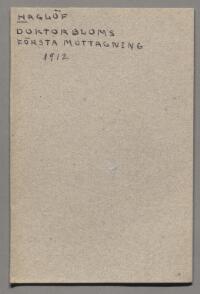 HAGLÖF
DOKTOR BLOMS
FÖRSTA MOTTAGNING
1912